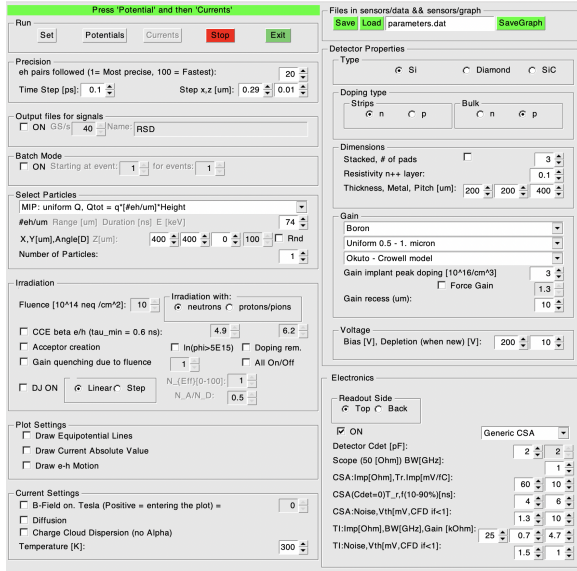 Press 'Potential' and then 'Currents'
Run
Set Potentials Currents Stop Exit
Precision
eh pairs followed (1= Most precise, 100 = Fastest): 20
Time Step [ps]: 0.1 Step x,z [um]: 0.29 0.01
Output files for signals
ON GS/s 40 Name: RSD
Batch Mode
ON Starting at event: 1 for events: 1
Select Particles
MIP: uniform Q, Qtot = q*[#eh/um]*Height
#eh/um Range [um] Duration [ns] E [keV] 74
X,Y[um],Angle[D] Z[um]: 400 400 0 100 Rnd
Number of Particles: 1
Irradiation
Fluence [10^14 neq /cm^2]: 10
Irradiation with:
neutrons protons/pions
CCE beta e/h (tau_min = 0.6 ns): 4.9 6.2
Acceptor creation ln(phi>5E15) Doping rem.
Gain quenching due to fluence 1 All On/Off
DJ ON Linear Step
N_{Eff}[0-100]: 1
N_A/N_D: 0.5
Plot Settings
Draw Equipotential Lines
Draw Current Absolute Value
Draw e-h Motion
Current Settings
B-Field on. Tesla (Positive = entering the plot) = 0
Diffusion
Charge Cloud Dispersion (no Alpha)
Temperature [K]: 300
Files in sensors/data && sensors/graph
Save Load parameters.dat SaveGraph
Detector Properties
Type
Si Diamond SiC
Doping type
Strips
n p
Bulk
n p
Dimensions
Stacked, # of pads 3
Resistivity n++ layer: 0.1
Thickness, Metal, Pitch [um]: 200 200 400
Gain
Boron
Uniform 0.5 - 1. micron
Okuto - Crowell model
Gain implant peak doping [10^16/cm^3] 3
Force Gain 1.3
Gain recess (um): 10
Voltage
Bias [V], Depletion (when new) [V]: 200 10
Electronics
Readout Side
Top Back
ON Generic CSA
Detector Cdet [pF]: 2 2
Scope (50 [Ohm]) BW[GHz]: 1
CSA:Imp[Ohm],Tr.Imp[mV/fC]: 60 10
CSA(Cdet=0)T_r,f(10-90%)[ns]: 4 6
CSA:Noise,Vth[mV,CFD if<1]: 1.3 10
TI:Imp[Ohm],BW[GHz],Gain [kOhm]: 25 0.7 4.7
TI:Noise,Vth[mV,CFD if<1]: 1.5 1